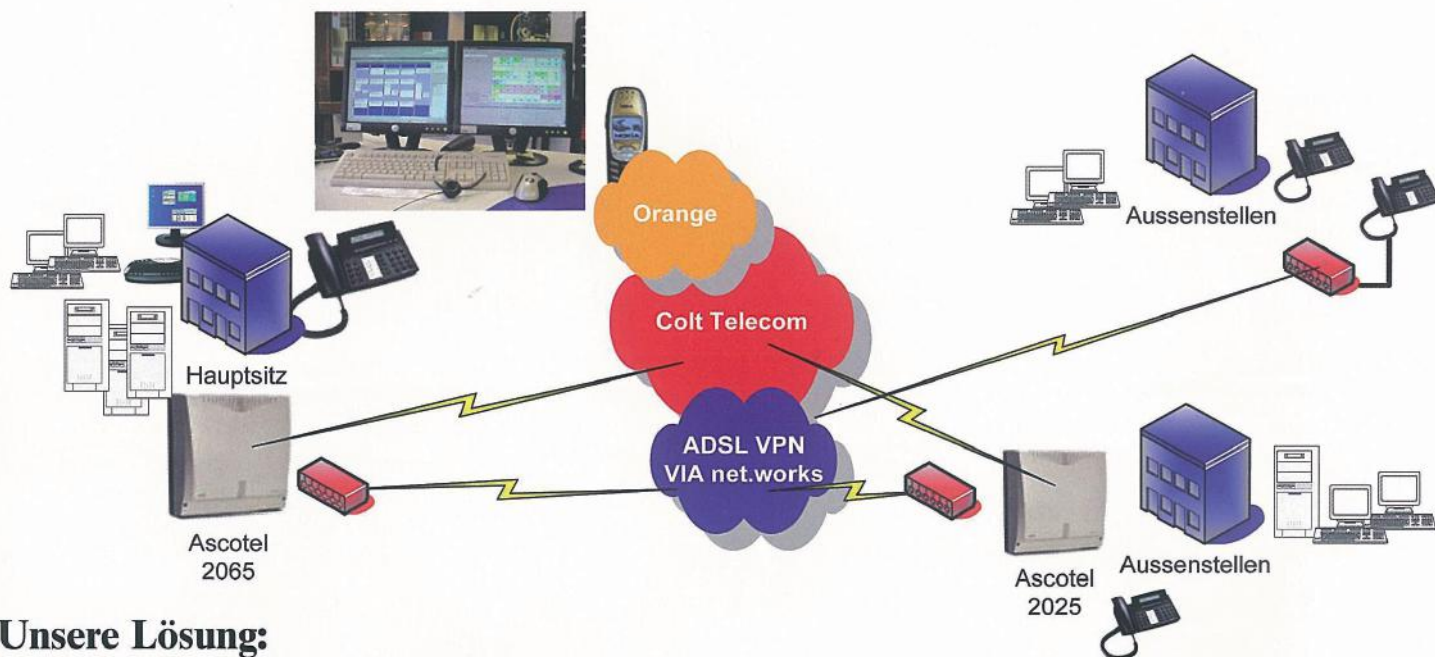 Orange
Colt Telecom
ADSL VPN
VIA net.works
Hauptsitz
Ascotel
2065
Aussenstellen
Ascotel
2025
Aussenstellen
Unsere Lösung: